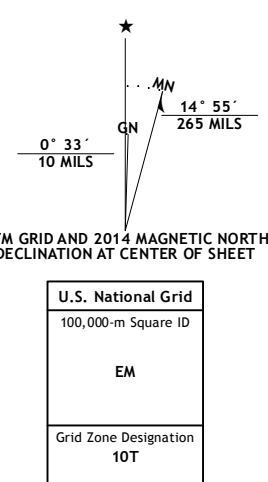 ★
MN
14° 55´
265 MILS
GN
0° 33´
10 MILS
GRID AND 2014 MAGNETIC NORTH
DECLINATION AT CENTER OF SHEET
U.S. National Grid
100,000-m Square ID
EM
Grid Zone Designation
10T